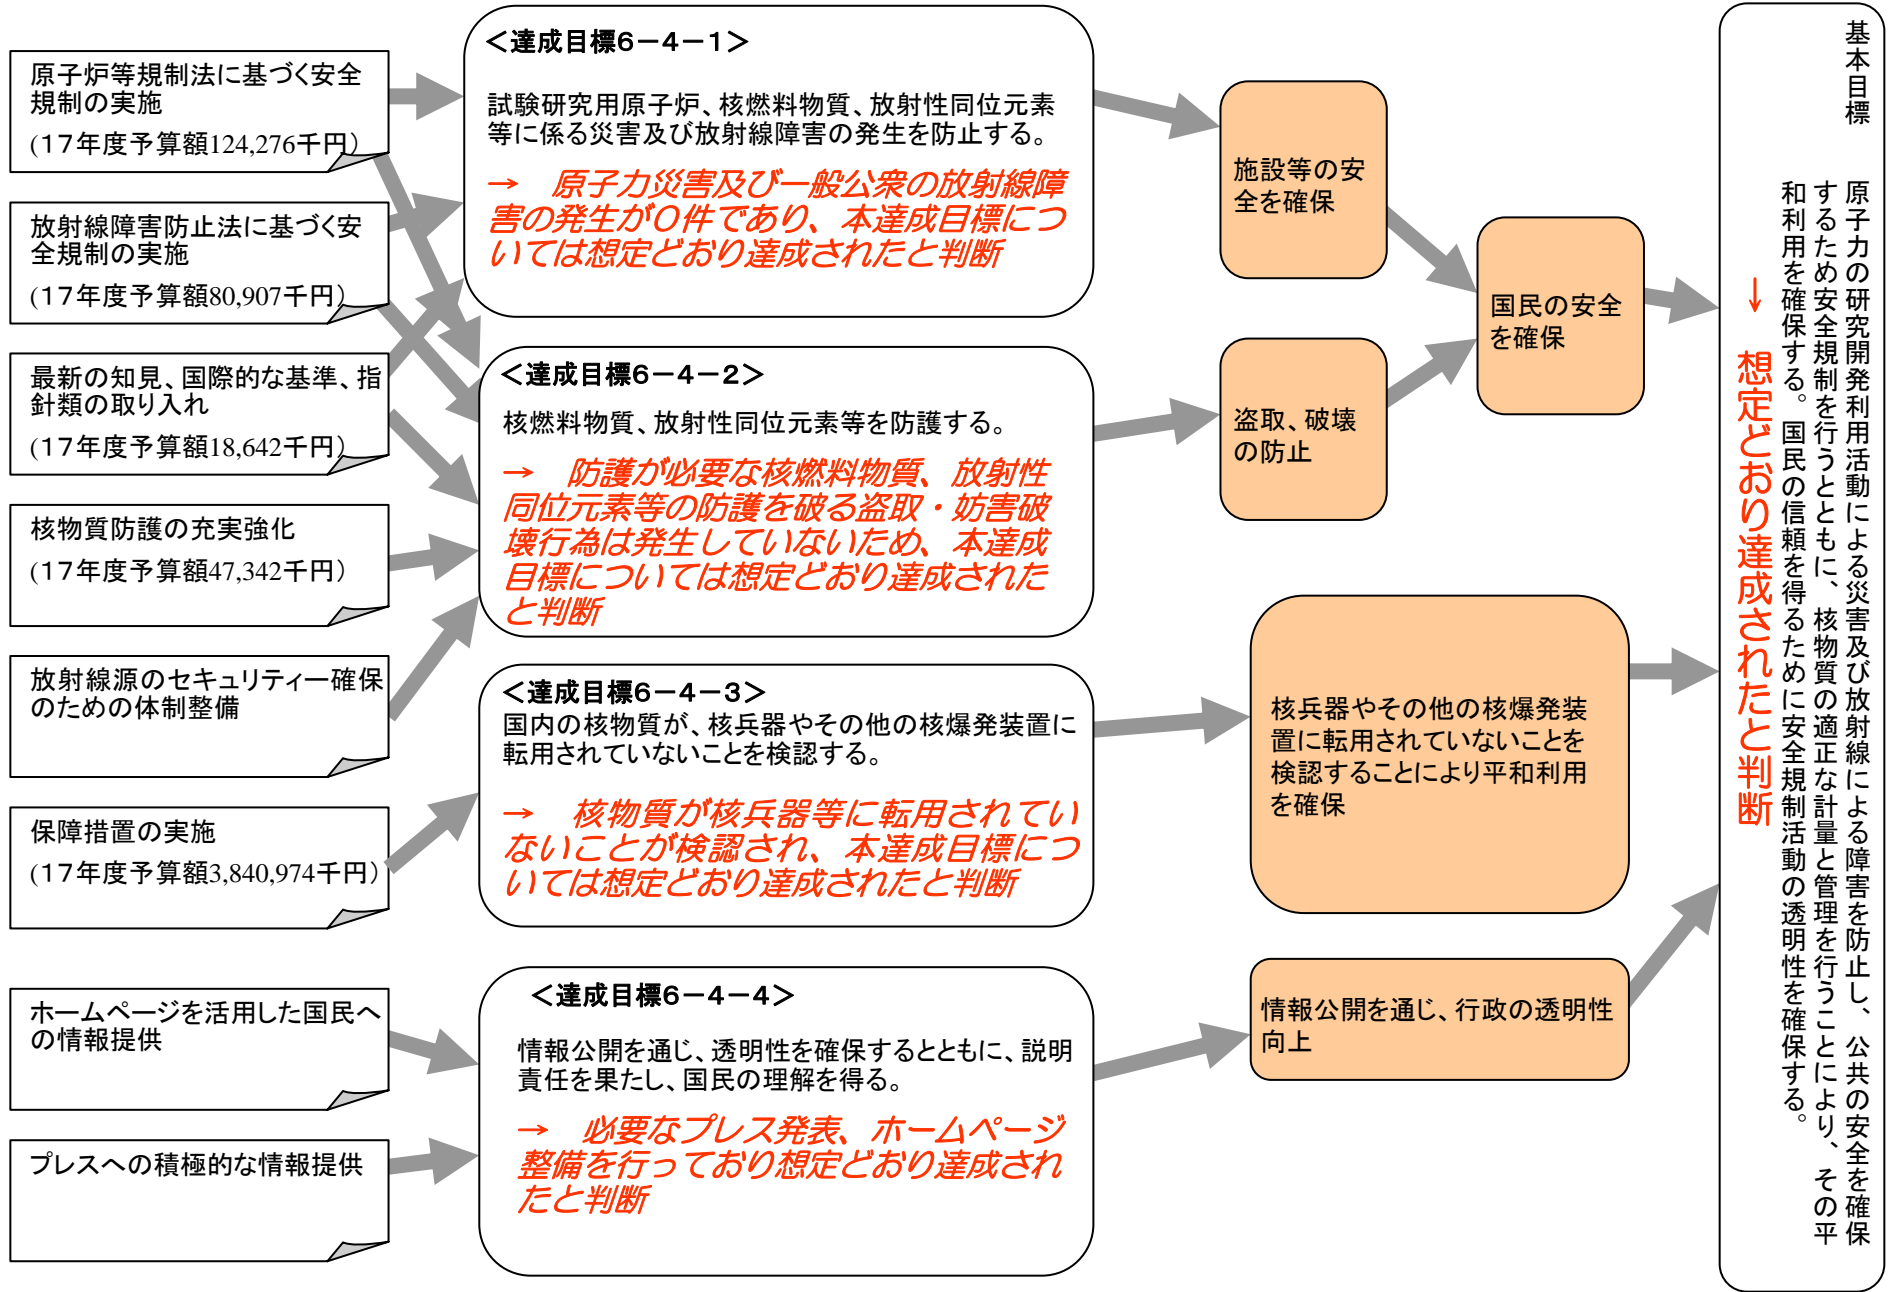 原子炉等規制法に基づく安全
規制の実施
(17年度予算額124,276千円)
放射線障害防止法に基づく安
全規制の実施
(17年度予算額80,907千円)
最新の知見、国際的な基準、指
針類の取り入れ
(17年度予算額18,642千円)
核物質防護の充実強化
(17年度予算額47,342千円)
放射線源のセキュリティー確保
のための体制整備
保障措置の実施
(17年度予算額3,840,974千円)
ホームページを活用した国民へ
の情報提供
プレスへの積極的な情報提供
＜達成目標6－4－1＞
試験研究用原子炉、核燃料物質、放射性同位元素
等に係る災害及び放射線障害の発生を防止する。
→　原子力災害及び一般公衆の放射線障
害の発生が0件であり、本達成目標につ
いては想定どおり達成されたと判断
＜達成目標6－4－2＞
核燃料物質、放射性同位元素等を防護する。
→　防護が必要な核燃料物質、放射性
同位元素等の防護を破る盗取・妨害破
壊行為は発生していないため、本達成
目標については想定どおり達成された
と判断
＜達成目標6－4－3＞
国内の核物質が、核兵器やその他の核爆発装置に
転用されていないことを検認する。
→　核物質が核兵器等に転用されてい
ないことが検認され、本達成目標につ
いては想定どおり達成されたと判断
＜達成目標6－4－4＞
情報公開を通じ、透明性を確保するとともに、説明
責任を果たし、国民の理解を得る。
→　必要なプレス発表、ホームページ
整備を行っており想定どおり達成され
たと判断
施設等の安
全を確保
盗取、破壊
の防止
国民の安全
を確保
核兵器やその他の核爆発装
置に転用されていないことを
検認することにより平和利用
を確保
情報公開を通じ、行政の透明性
向上
基本目標
原子力の研究開発利用活動による災害及び放射線による障害を防止し、公共の安全を確保
するため安全規制を行うとともに、核物質の適正な計量と管理を行うことにより、その平
和利用を確保する。国民の信頼を得るために安全規制活動の透明性を確保する。
→　想定どおり達成されたと判断